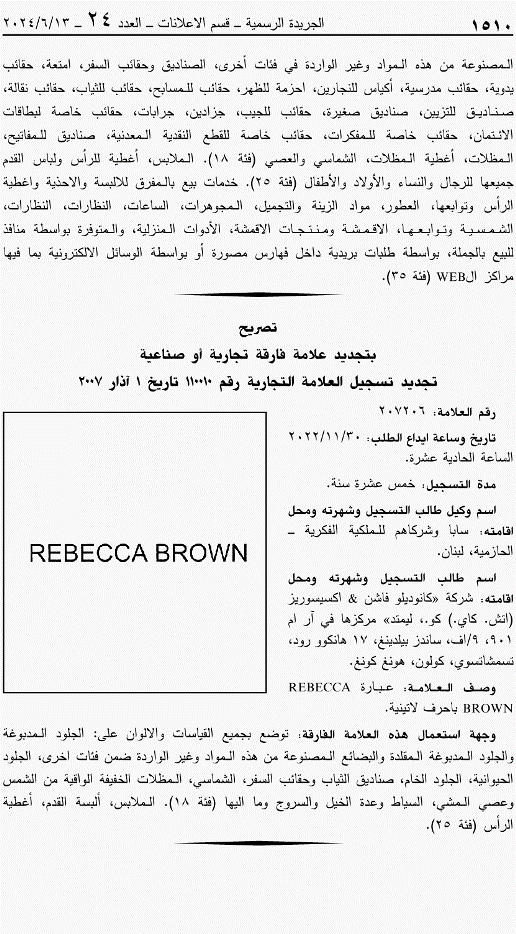 ١٥١٠ الجريدة الرسمية ــ قسم الاعلانات ــ العدد ٢٤ ــ ٢٠٢٤/٦/١٣
المصنوعة من هذه المواد وغير الواردة في فئات أخرى، الصناديق وحقائب السفر، امتعة، حقائب
يدوية، حقائب مدرسية، أكياس للنجارين، احزمة للظهر، حقائب للمسابح، حقائب للثياب، حقائب نقالة،
صناديق للتزيين، صناديق صغيرة، حقائب للجيب، جزادين، جرابات، حقائب خاصة لبطاقات
الائتمان، حقائب خاصة للمفكرات، حقائب خاصة للقطع النقدية المعدنية، صناديق للمفاتيح،
المظلات، أغطية المظلات، الشماسي والعصي (فئة ١٨). الملابس، أغطية للرأس ولباس القدم
جميعها للرجال والنساء والأولاد والأطفال (فئة ٢٥). خدمات بيع بالمفرق للالبسة والاحذية واغطية
الرأس وتوابعها، العطور، مواد الزينة والتجميل، المجوهرات، الساعات، النظارات، النظارات،
الشمسية وتوابعها، الاقمشة ومنتجات الاقمشة، الأدوات المنزلية، والمتوفرة بواسطة منافذ
للبيع بالجملة، بواسطة طلبات بريدية داخل فهارس مصورة أو بواسطة الوسائل الالكترونية بما فيها
مراكز الWEB (فئة ٣٥).
تصريح
بتجديد علامة فارقة تجارية أو صناعية
تجديد تسجيل العلامة التجارية رقم ١١٠٠١٠ تاريخ ١ آذار ٢٠٠٧
رقم العلامة: ٢٠٧٢٠٦
تاريخ وساعة ايداع الطلب: ٢٠٢٢/١١/٣٠
الساعة الحادية عشرة.
مدة التسجيل: خمس عشرة سنة.
اسم وكيل طالب التسجيل وشهرته ومحل
اقامته: سابا وشركاهم للملكية الفكرية ــ
الحازمية، لبنان.
اسم طالب التسجيل وشهرته ومحل
اقامته: شركة «كانوديلو فاشن & اكسيسوريز
(اتش. كاي.) كو.، ليمتد» مركزها في آر ام
٩٠١، ٩/اف، ساندز بيلدينغ، ١٧ هانكوو رود،
تسمشاتسوي، كولون، هونغ كونغ.
وصف العلامة: عبارة REBECCA
BROWN باحرف لاتينية.
REBECCA BROWN
وجهة استعمال هذه العلامة الفارقة: توضع بجميع القياسات والالوان على: الجلود المدبوغة
والجلود المدبوغة المقلدة والبضائع المصنوعة من هذه المواد وغير الواردة ضمن فئات اخرى، الجلود
الحيوانية، الجلود الخام، صناديق الثياب وحقائب السفر، الشماسي، المظلات الخفيفة الواقية من الشمس
وعصي المشي، السياط وعدة الخيل والسروج وما اليها (فئة ١٨). الملابس، ألبسة القدم، أغطية
الرأس (فئة ٢٥).